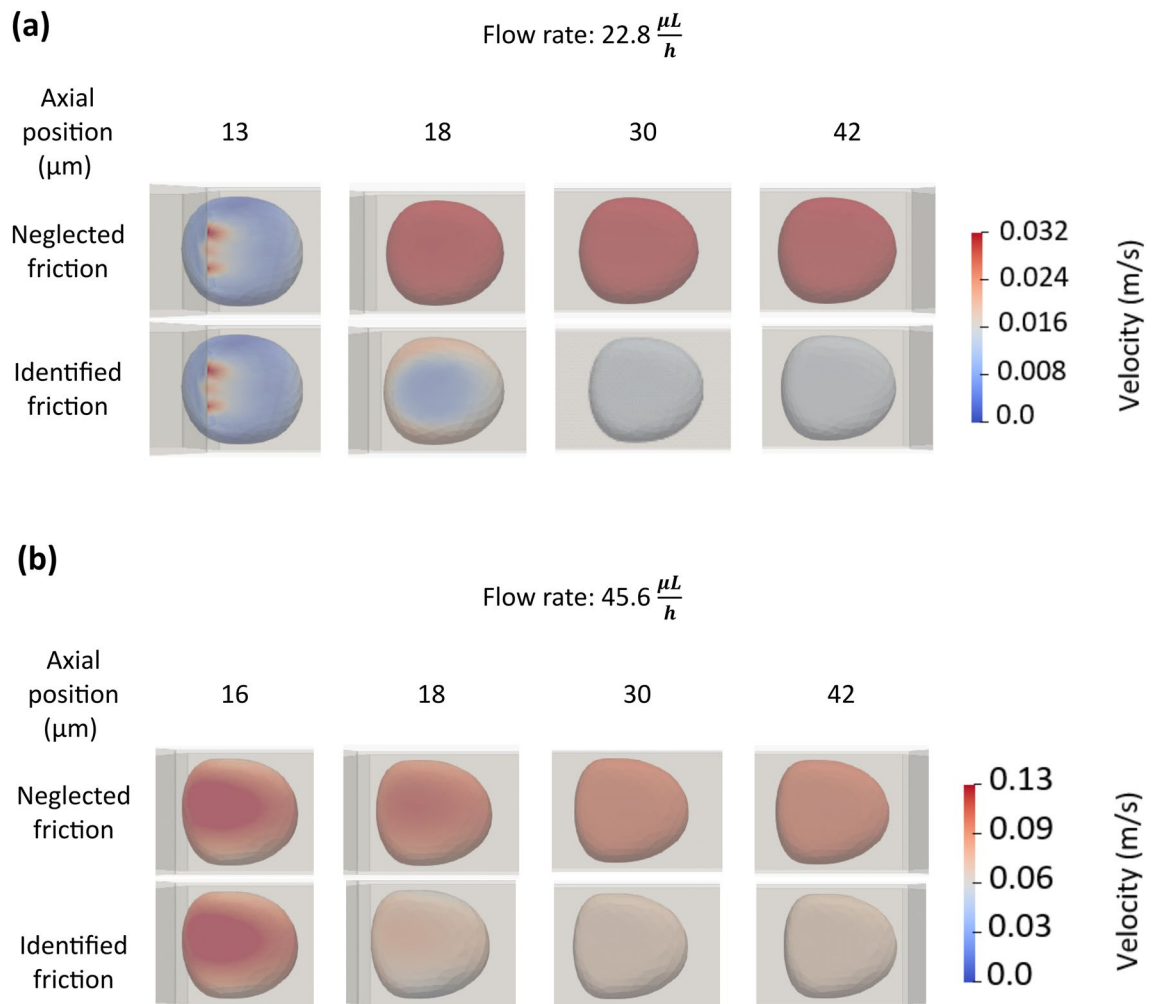 (a)
Flow rate: 22.8 μL/h
Axial
position
(μm)
13
18
30
42
Neglected
friction
Identified
friction
0.032
0.024
0.016
0.008
0.0
Velocity (m/s)
(b)
Flow rate: 45.6 μL/h
Axial
position
(μm)
16
18
30
42
Neglected
friction
Identified
friction
0.13
0.09
0.06
0.03
0.0
Velocity (m/s)